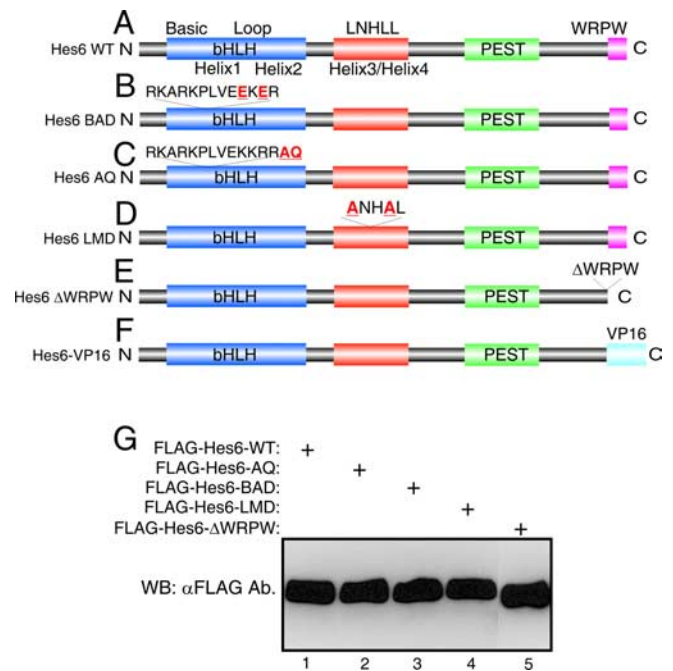 A
Basic Loop LNHLL WRPW
Hes6 WT N bHLH PEST C
Helix1 Helix2 Helix3/Helix4
B
RKARKPLVEEEKER
Hes6 BAD N bHLH PEST C
C
RKARKPLVEKKRRAQ
Hes6 AQ N bHLH PEST C
D
ANHAL
Hes6 LMD N bHLH PEST C
E
ΔWRPW
Hes6 ΔWRPW N bHLH PEST C
F
VP16
Hes6-VP16 N bHLH PEST C
G
FLAG-Hes6-WT: +
FLAG-Hes6-AQ: +
FLAG-Hes6-BAD: +
FLAG-Hes6-LMD: +
FLAG-Hes6-ΔWRPW: +
WB: αFLAG Ab.
1 2 3 4 5